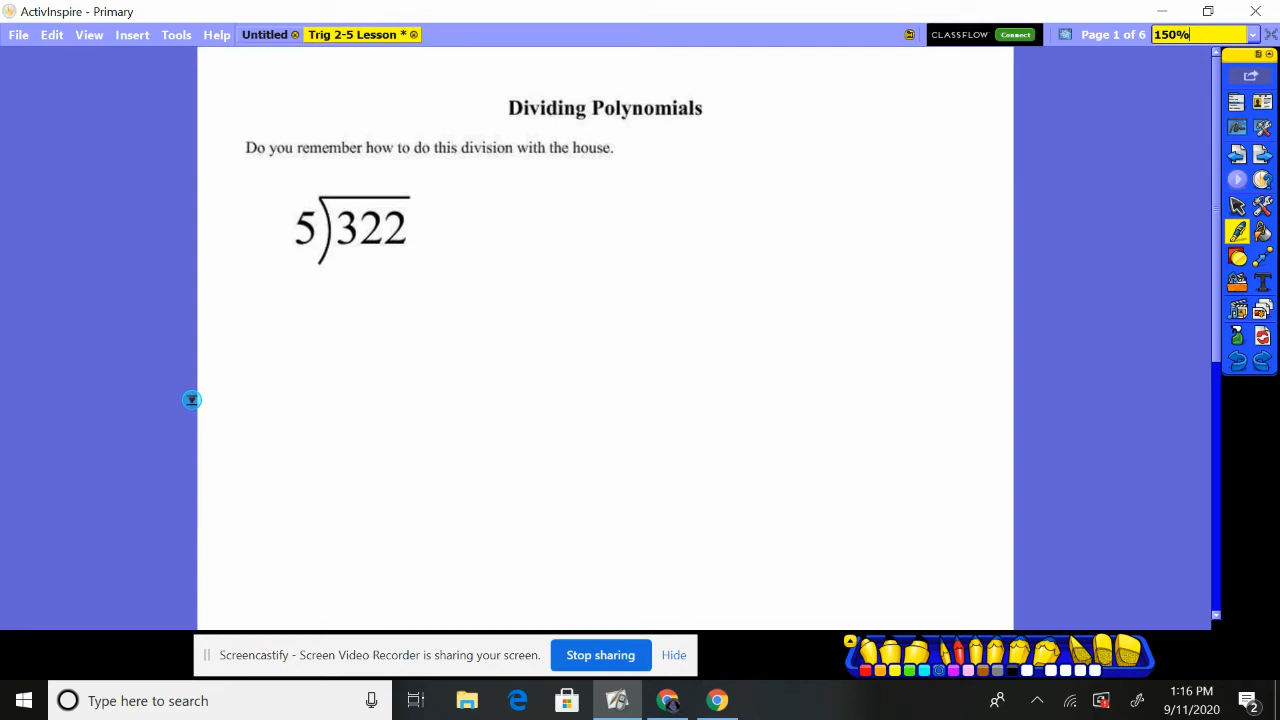 ActivInspire - Primary
File Edit View Insert Tools Help Untitled Trig 2-5 Lesson * CLASSFLOW Connect Page 1 of 6 150%
Dividing Polynomials
Do you remember how to do this division with the house.
5)322
Screencastify - Screen Video Recorder is sharing your screen. Stop sharing Hide
Type here to search
1:16 PM
9/11/2020
2